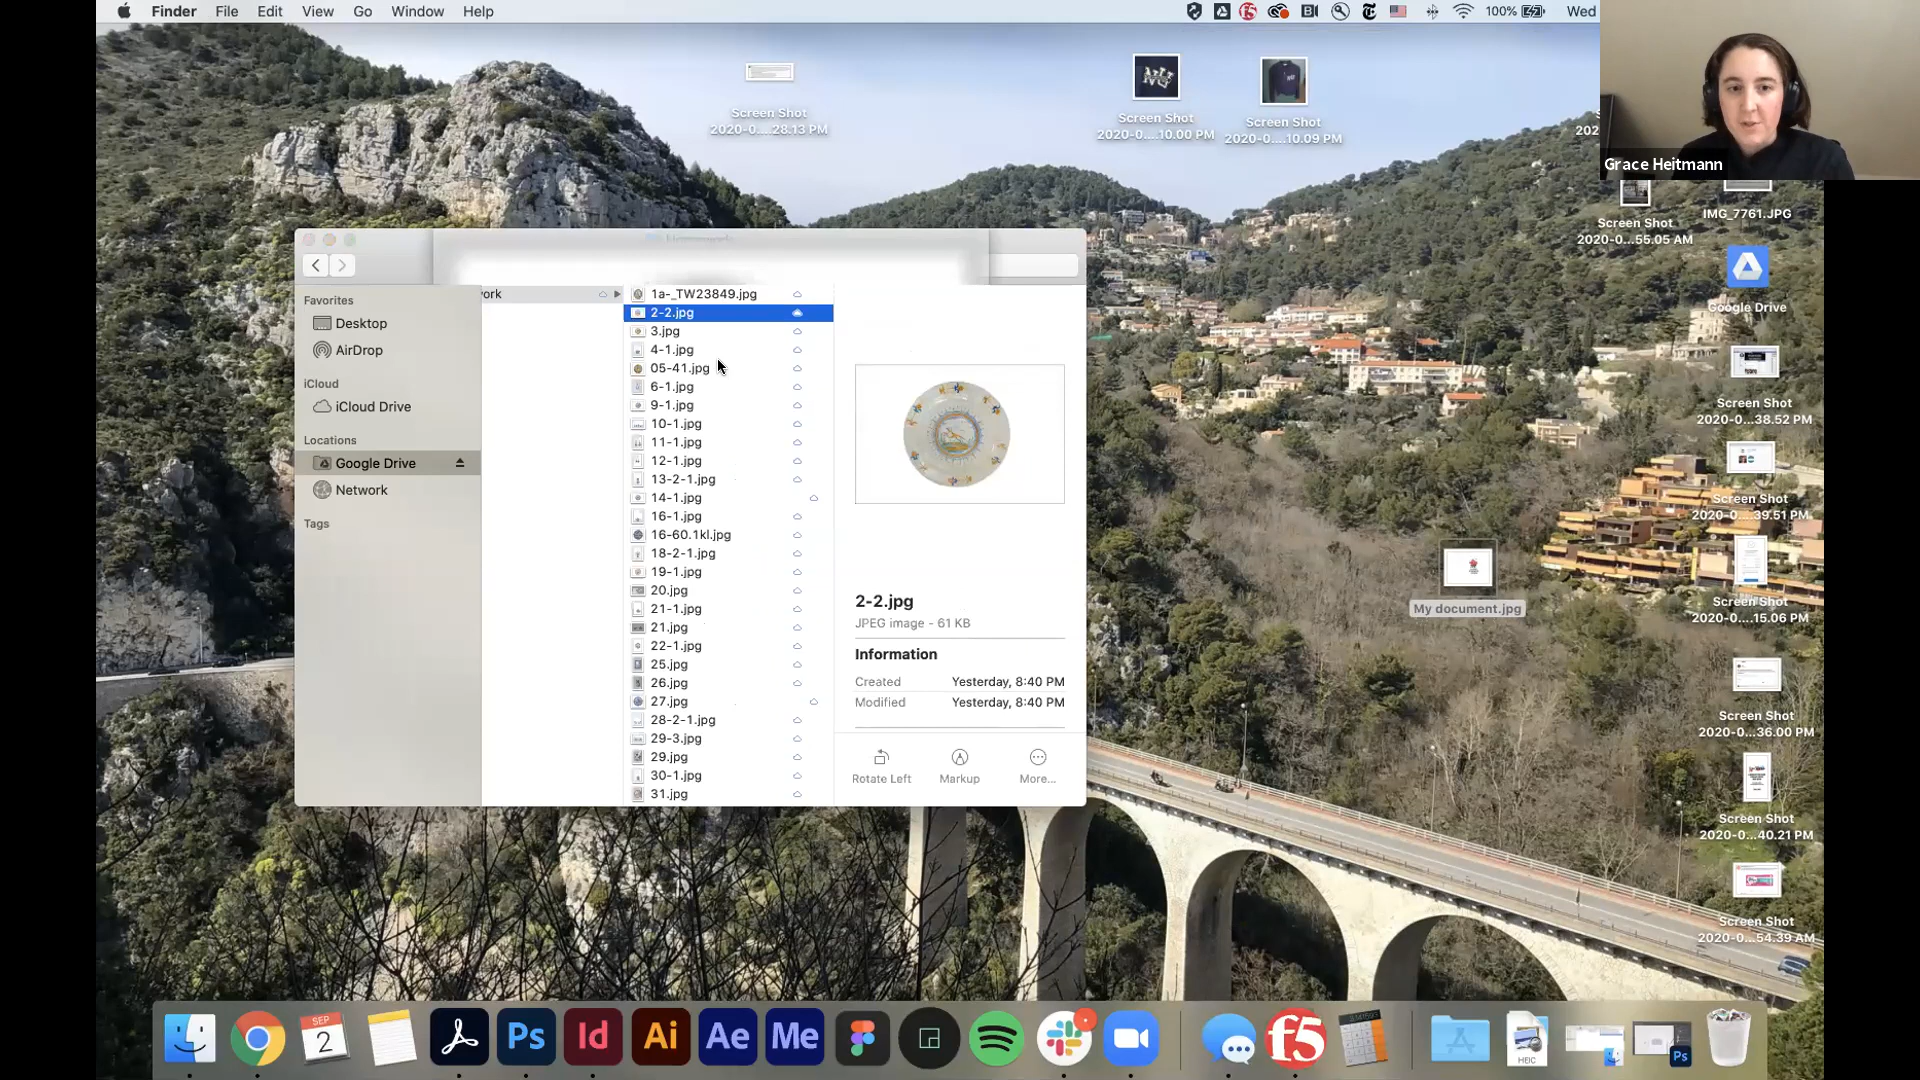 Finder File Edit View Go Window Help
100% Wed
Screen Shot
2020-0....28.13 PM
Screen Shot
2020-0....10.00 PM
Screen Shot
2020-0....10.09 PM
202
Grace Heitmann
Screen Shot
2020-0...55.05 AM
IMG_7761.JPG
Google Drive
Screen Shot
2020-0...38.52 PM
Screen Shot
2020-0...39.51 PM
Screen Shot
2020-0...15.06 PM
Screen Shot
2020-0...36.00 PM
Screen Shot
2020-0...40.21 PM
Screen Shot
2020-0...54.39 AM
My document.jpg
Favorites
Desktop
AirDrop
iCloud
iCloud Drive
Locations
Google Drive
Network
Tags
ork
1a-_TW23849.jpg
2-2.jpg
3.jpg
4-1.jpg
05-41.jpg
6-1.jpg
9-1.jpg
10-1.jpg
11-1.jpg
12-1.jpg
13-2-1.jpg
14-1.jpg
16-1.jpg
16-60.1kl.jpg
18-2-1.jpg
19-1.jpg
20.jpg
21-1.jpg
21.jpg
22-1.jpg
25.jpg
26.jpg
27.jpg
28-2-1.jpg
29-3.jpg
29.jpg
30-1.jpg
31.jpg
2-2.jpg
JPEG image - 61 KB
Information
Created Yesterday, 8:40 PM
Modified Yesterday, 8:40 PM
Rotate Left Markup More...
SEP
2
Ps Id Ai Ae Me
f5
HEIC
Ps